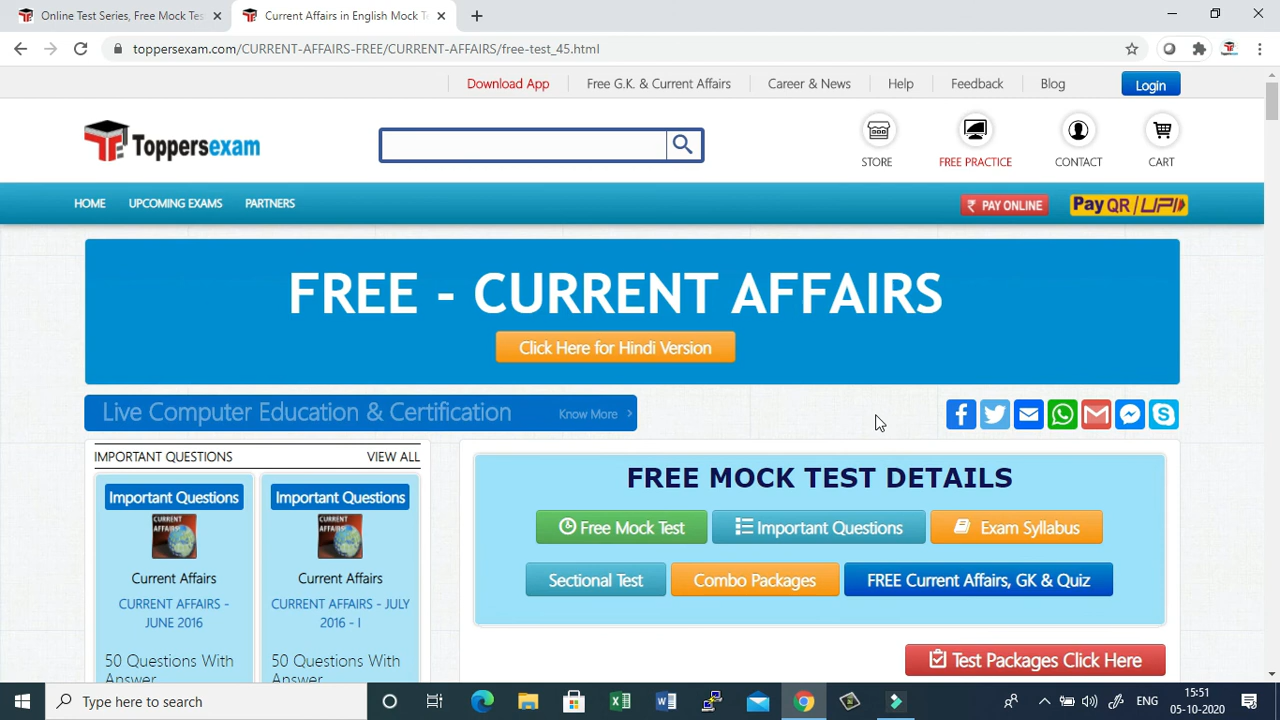 Online Test Series, Free Mock Tes
Current Affairs in English Mock T
toppersexam.com/CURRENT-AFFAIRS-FREE/CURRENT-AFFAIRS/free-test_45.html
Download App
Free G.K. & Current Affairs
Career & News
Help
Feedback
Blog
Login
Toppersexam
STORE
FREE PRACTICE
CONTACT
CART
HOME
UPCOMING EXAMS
PARTNERS
₹ PAY ONLINE
Pay QR/UPI
FREE - CURRENT AFFAIRS
Click Here for Hindi Version
Live Computer Education & Certification
Know More
IMPORTANT QUESTIONS
VIEW ALL
Important Questions
CURRENT
AFFAIRS
Current Affairs
CURRENT AFFAIRS -
JUNE 2016
50 Questions With
Answer
Important Questions
CURRENT
AFFAIRS
Current Affairs
CURRENT AFFAIRS - JULY
2016 - I
50 Questions With
Answer
FREE MOCK TEST DETAILS
Free Mock Test
Important Questions
Exam Syllabus
Sectional Test
Combo Packages
FREE Current Affairs, GK & Quiz
Test Packages Click Here
Type here to search
ENG
15:51
05-10-2020